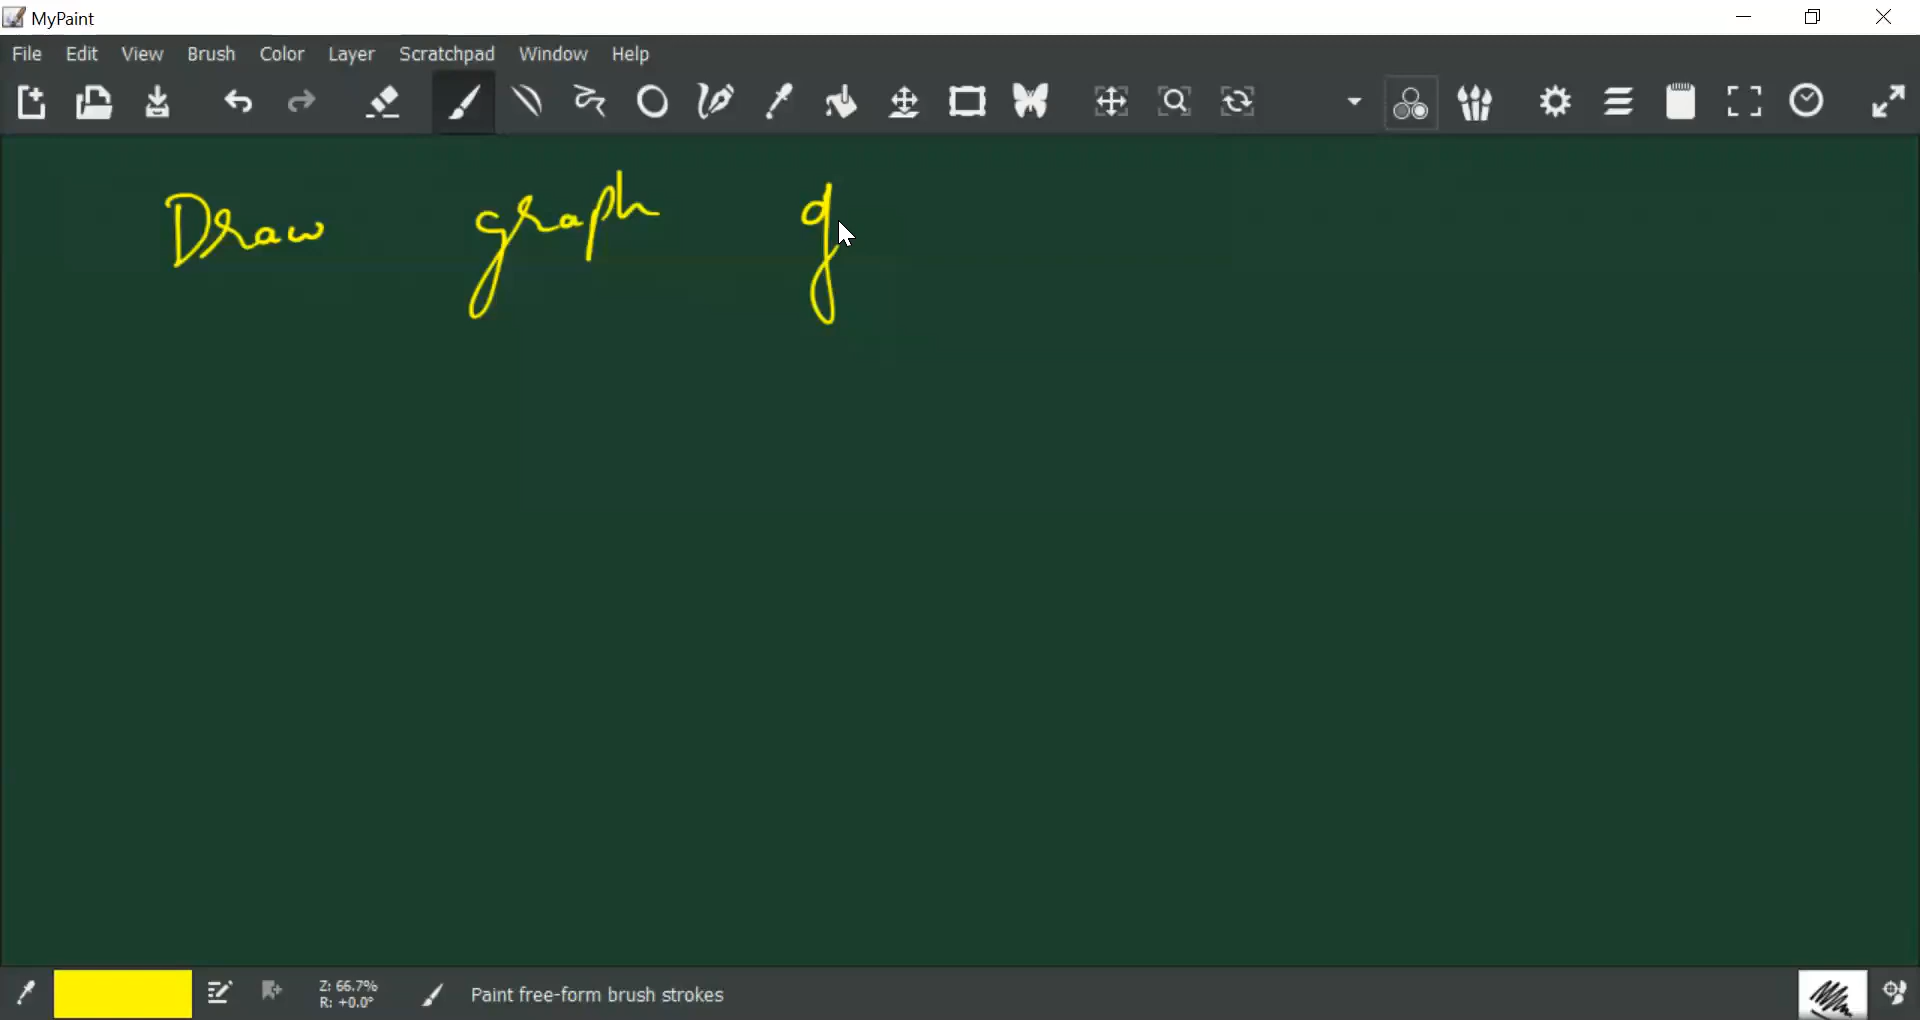 MyPaint
File Edit View Brush Color Layer Scratchpad Window Help
Draw graph of
Z: 66.7%
R: +0.0°
Paint free-form brush strokes